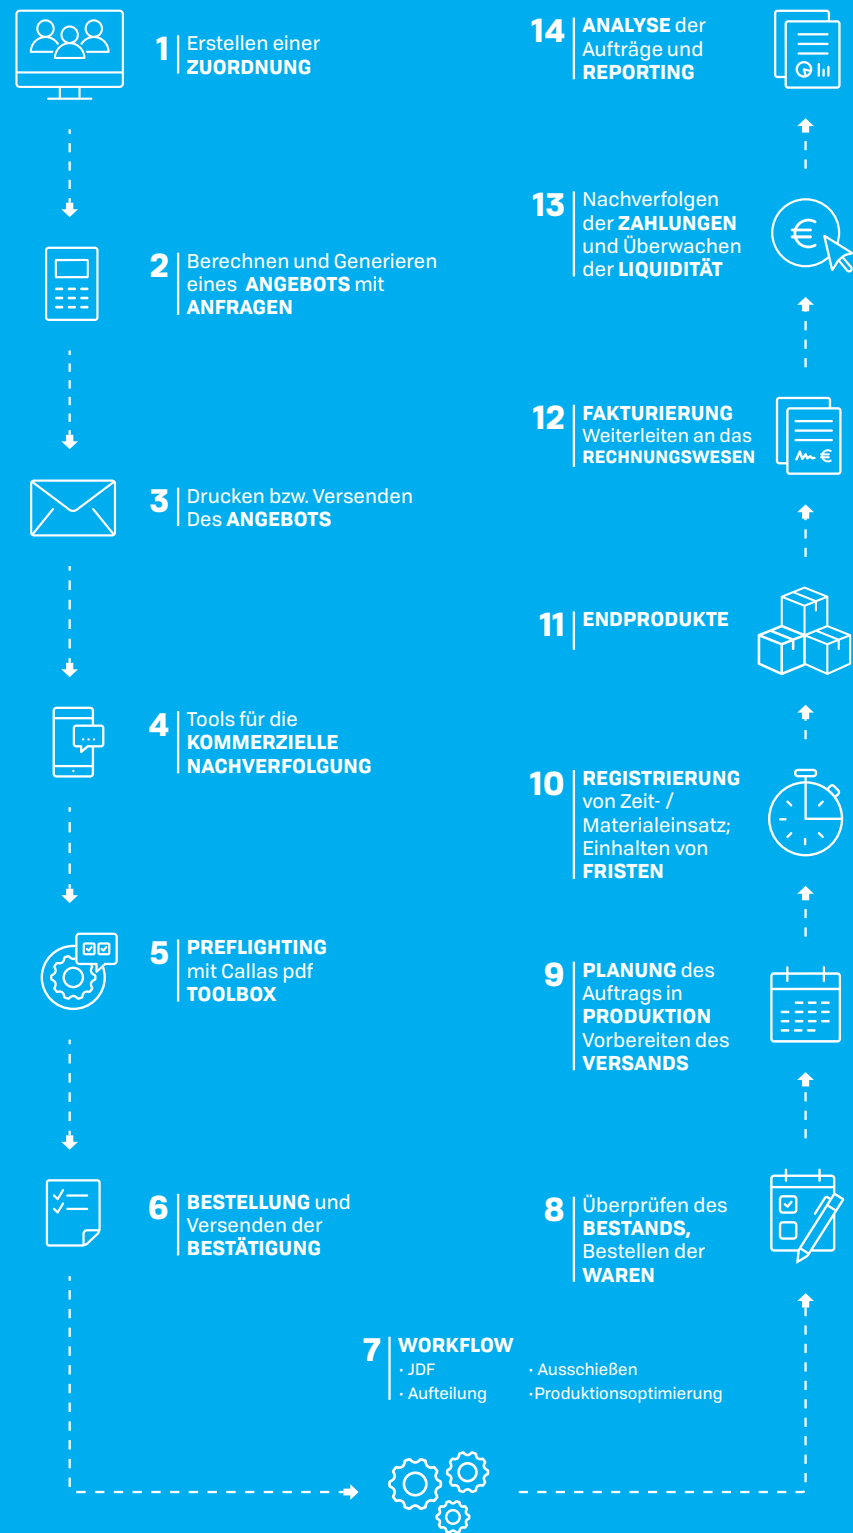 1 Erstellen einer
ZUORDNUNG
2 Berechnen und Generieren
eines ANGEBOTS mit
ANFRAGEN
3 Drucken bzw. Versenden
Des ANGEBOTS
4 Tools für die
KOMMERZIELLE
NACHVERFOLGUNG
5 PREFLIGHTING
mit Callas pdf
TOOLBOX
6 BESTELLUNG und
Versenden der
BESTÄTIGUNG
7 WORKFLOW
· JDF · Ausschießen
· Aufteilung ·Produktionsoptimierung
8 Überprüfen des
BESTANDS,
Bestellen der
WAREN
9 PLANUNG des
Auftrags in
PRODUKTION
Vorbereiten des
VERSANDS
10 REGISTRIERUNG
von Zeit- /
Materialeinsatz;
Einhalten von
FRISTEN
11 ENDPRODUKTE
12 FAKTURIERUNG
Weiterleiten an das
RECHNUNGSWESEN
€
13 Nachverfolgen
der ZAHLUNGEN
und Überwachen
der LIQUIDITÄT
€
14 ANALYSE der
Aufträge und
REPORTING